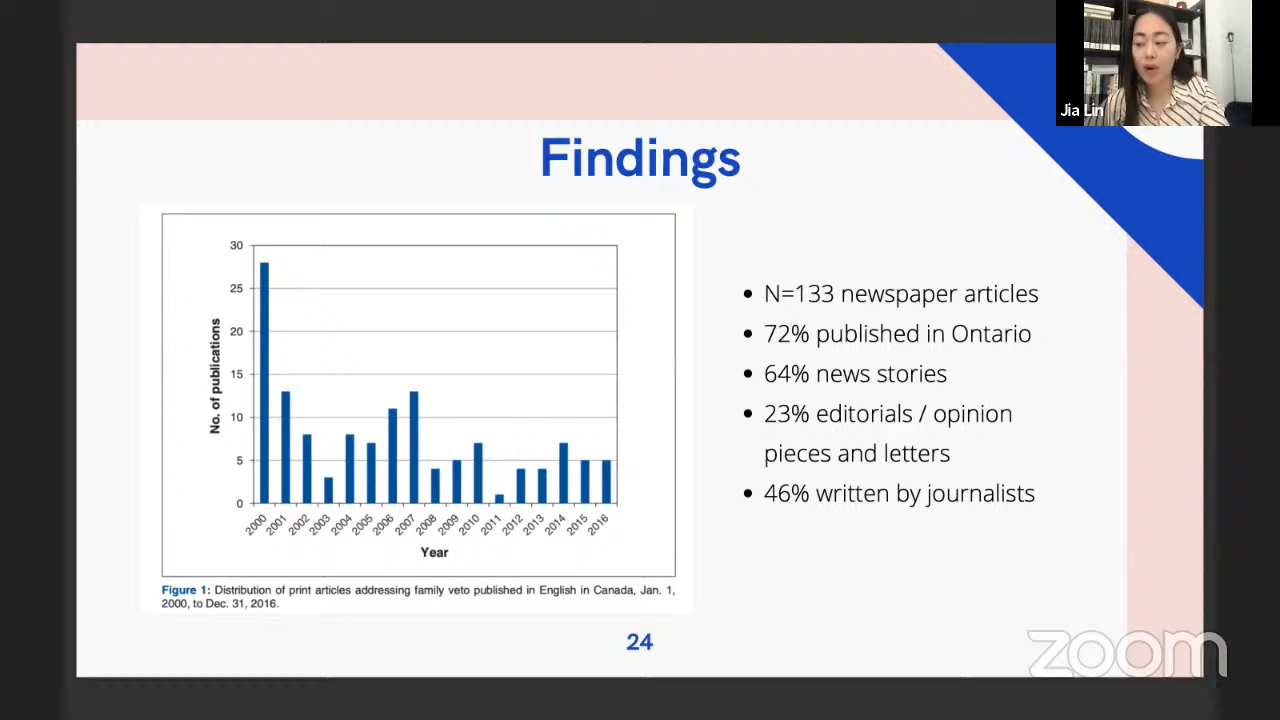 Jia Lin
Findings
30
25
20
15
10
5
0
No. of publications
2000 2001 2002 2003 2004 2005 2006 2007 2008 2009 2010 2011 2012 2013 2014 2015 2016
Year
Figure 1: Distribution of print articles addressing family veto published in English in Canada, Jan. 1,
2000, to Dec. 31, 2016.
• N=133 newspaper articles
• 72% published in Ontario
• 64% news stories
• 23% editorials / opinion
pieces and letters
• 46% written by journalists
24
zoom